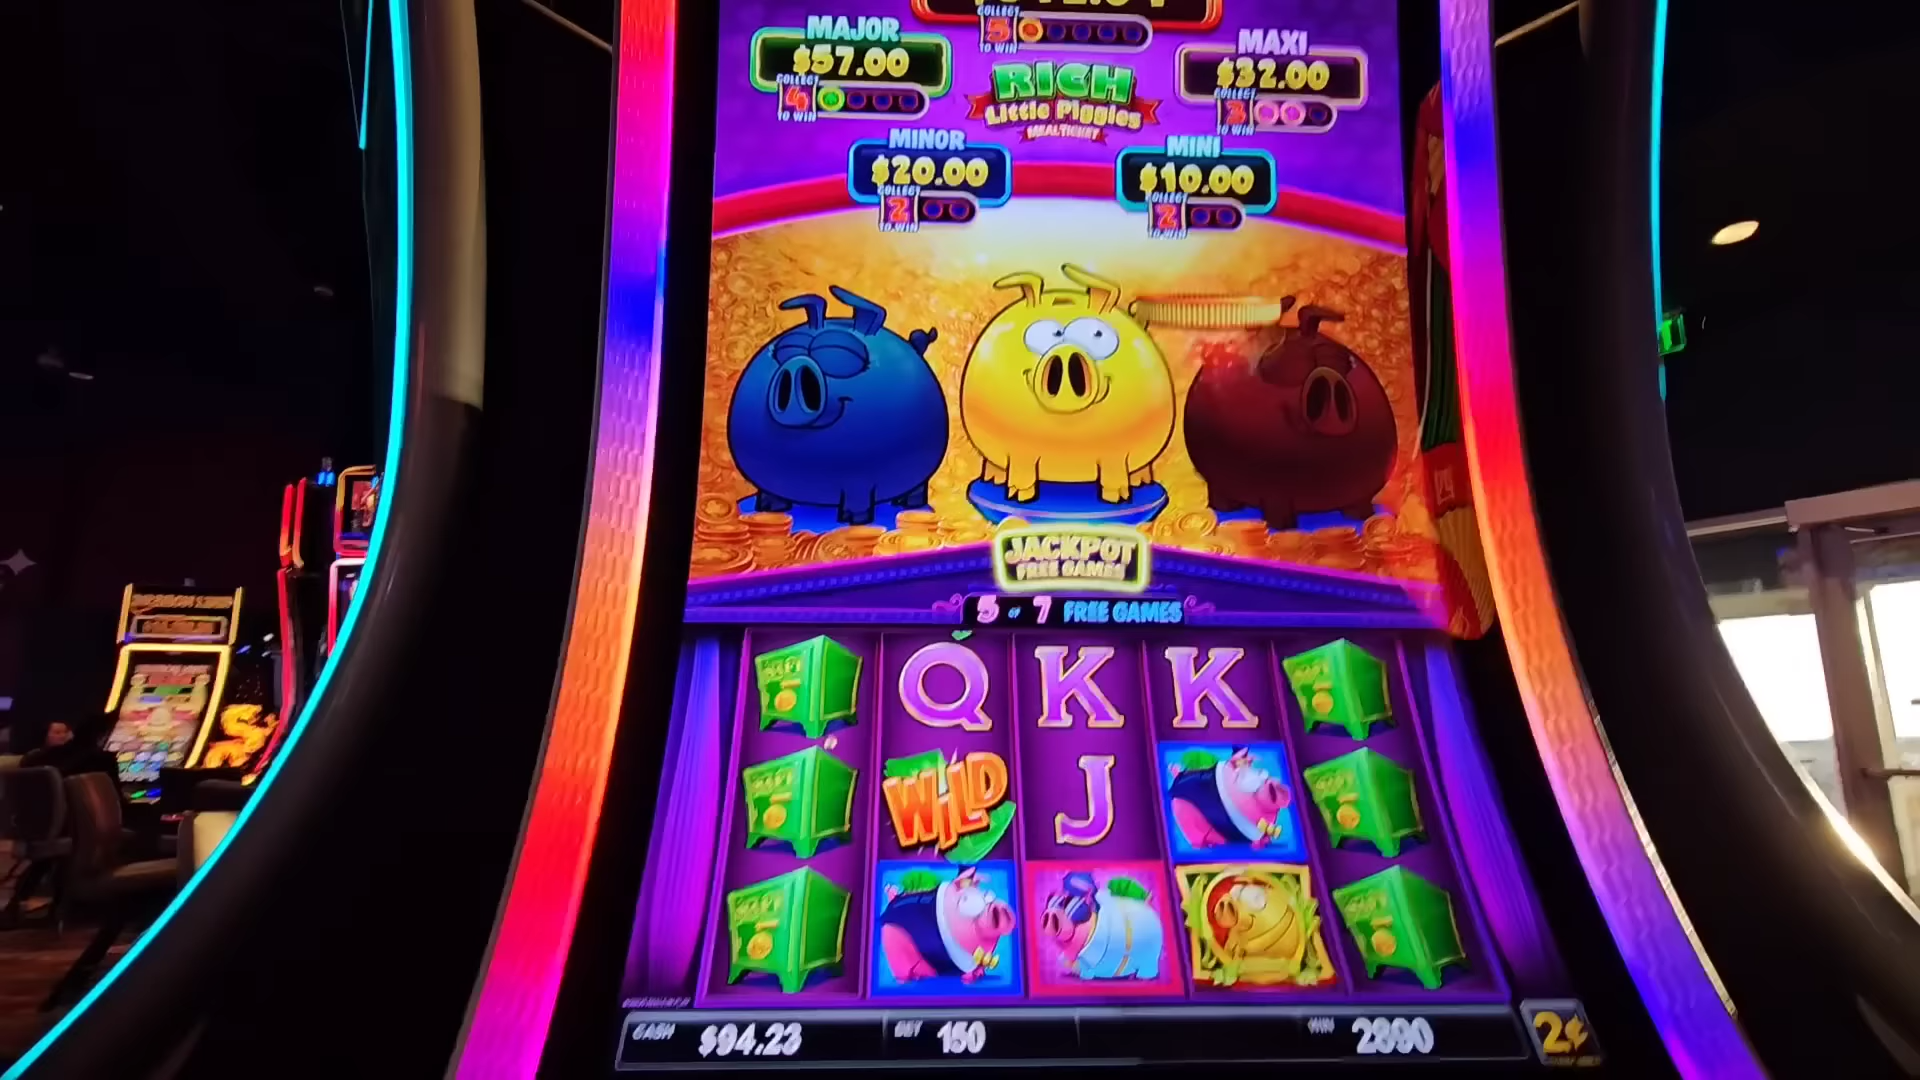 MAJOR
$57.00
COLLECT
4
TO WIN
COLLECT
5
TO WIN
MAXI
$32.00
COLLECT
3
TO WIN
RICH
Little Piggies
MEAL TICKET
MINOR
$20.00
COLLECT
2
TO WIN
MINI
$10.00
COLLECT
2
TO WIN
JACKPOT
FREE GAMES
5 OF 7 FREE GAMES
Q K K
WILD J
CASH $94.23 BET 150 WIN 2890 2¢